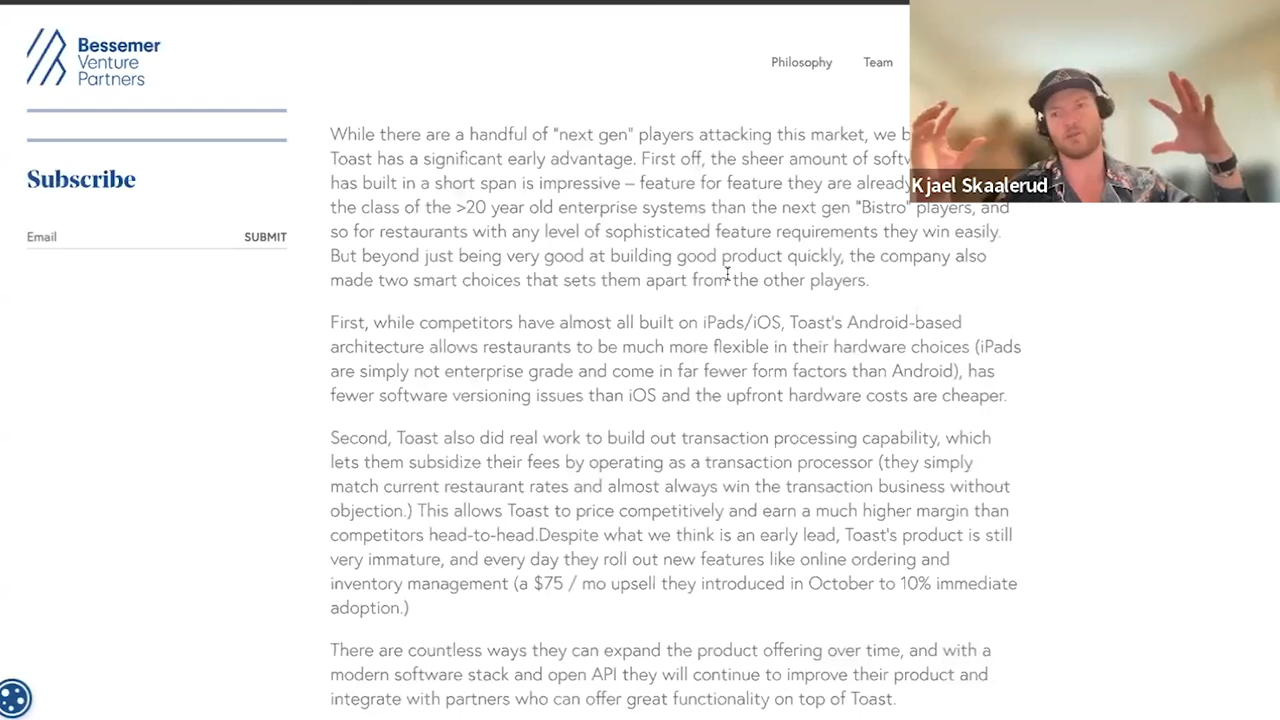 Bessemer
Venture
Partners
Philosophy
Team
Subscribe
Email
SUBMIT
While there are a handful of "next gen" players attacking this market, we b
Toast has a significant early advantage. First off, the sheer amount of softw
has built in a short span is impressive – feature for feature they are already
the class of the >20 year old enterprise systems than the next gen "Bistro" players, and
so for restaurants with any level of sophisticated feature requirements they win easily.
But beyond just being very good at building good product quickly, the company also
made two smart choices that sets them apart from the other players.
First, while competitors have almost all built on iPads/iOS, Toast's Android-based
architecture allows restaurants to be much more flexible in their hardware choices (iPads
are simply not enterprise grade and come in far fewer form factors than Android), has
fewer software versioning issues than iOS and the upfront hardware costs are cheaper.
Second, Toast also did real work to build out transaction processing capability, which
lets them subsidize their fees by operating as a transaction processor (they simply
match current restaurant rates and almost always win the transaction business without
objection.) This allows Toast to price competitively and earn a much higher margin than
competitors head-to-head.Despite what we think is an early lead, Toast's product is still
very immature, and every day they roll out new features like online ordering and
inventory management (a $75 / mo upsell they introduced in October to 10% immediate
adoption.)
There are countless ways they can expand the product offering over time, and with a
modern software stack and open API they will continue to improve their product and
integrate with partners who can offer great functionality on top of Toast.
Kjael Skaalerud